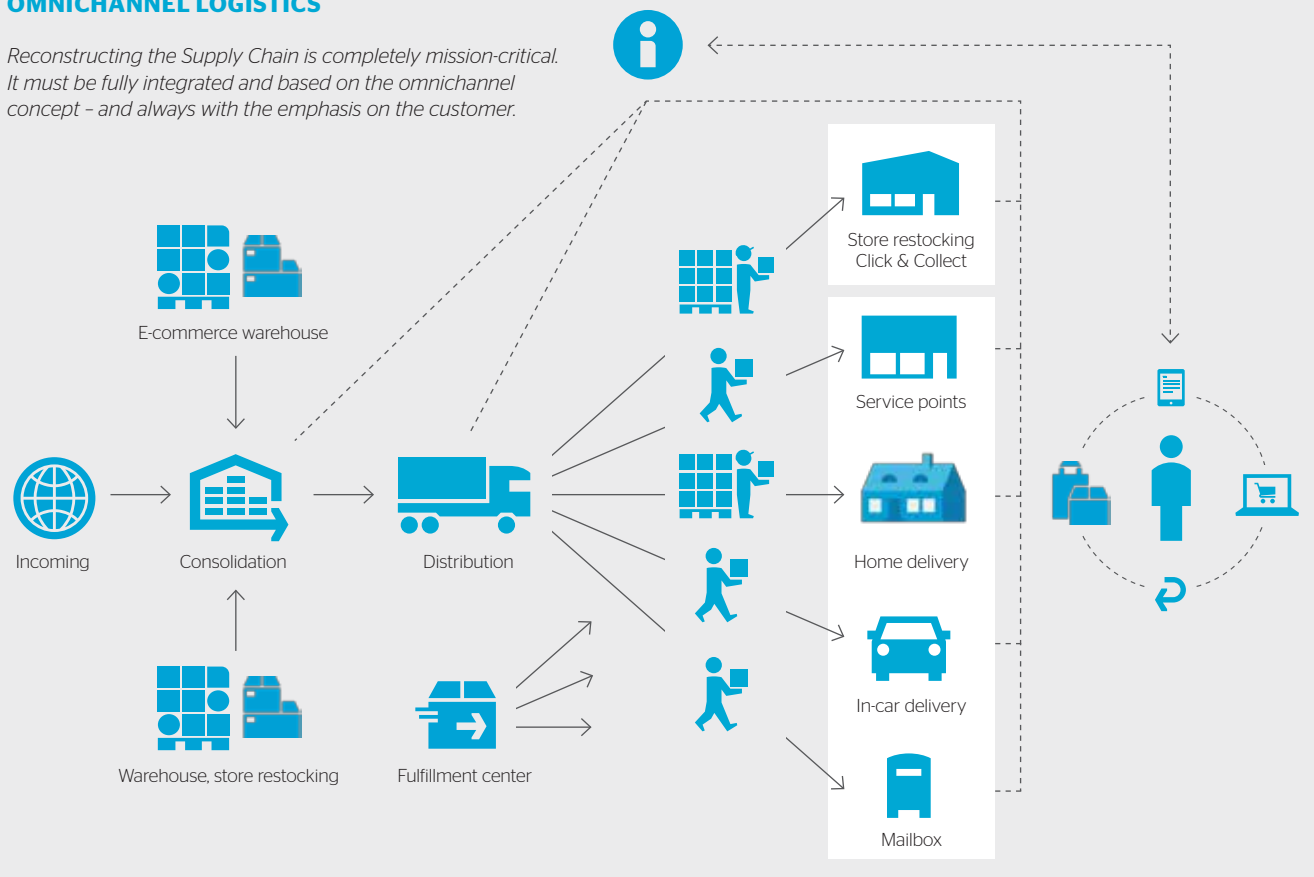 OMNICHANNEL LOGISTICS
Reconstructing the Supply Chain is completely mission-critical.
It must be fully integrated and based on the omnichannel
concept – and always with the emphasis on the customer.
Store restocking
Click & Collect
E-commerce warehouse
Service points
Incoming
Consolidation
Distribution
Home delivery
In-car delivery
Warehouse, store restocking
Fulfillment center
Mailbox